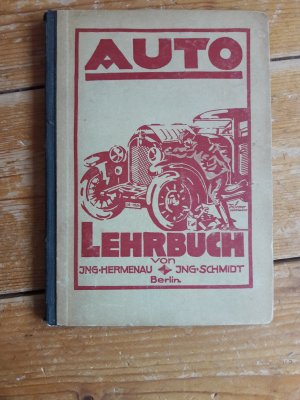 AUTO
LEHRBUCH
von
JNG·HERMENAU JNG·SCHMIDT
Berlin.